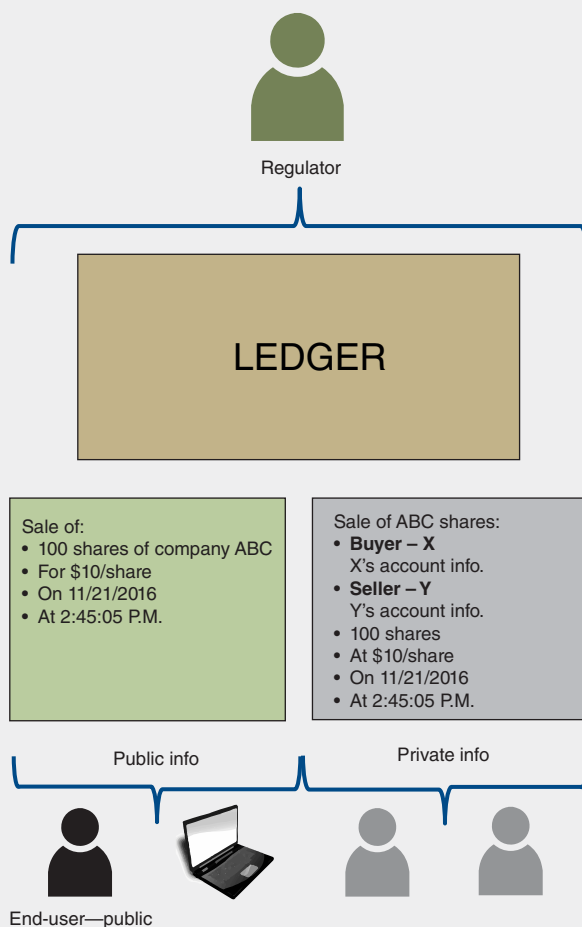 Regulator
LEDGER
Sale of:
• 100 shares of company ABC
• For $10/share
• On 11/21/2016
• At 2:45:05 P.M.
Sale of ABC shares:
• Buyer – X
X's account info.
• Seller – Y
Y's account info.
• 100 shares
• At $10/share
• On 11/21/2016
• At 2:45:05 P.M.
Public info
Private info
End-user—public